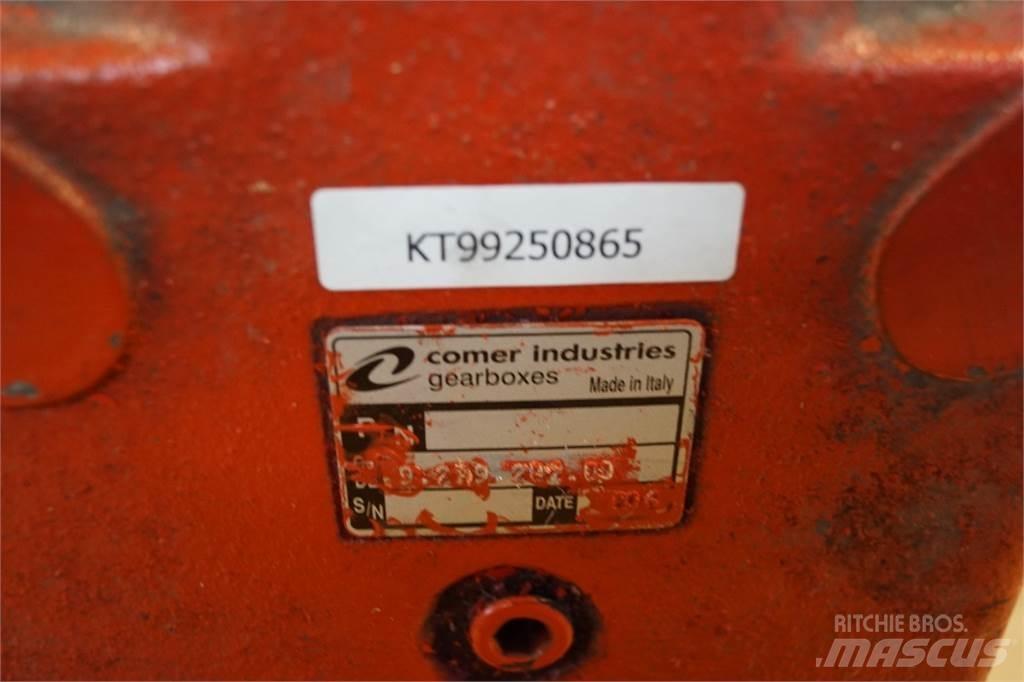 KT99250865
comer industries
gearboxes
Made in Italy
S/N
DATE
RITCHIE BROS.
MASCUS